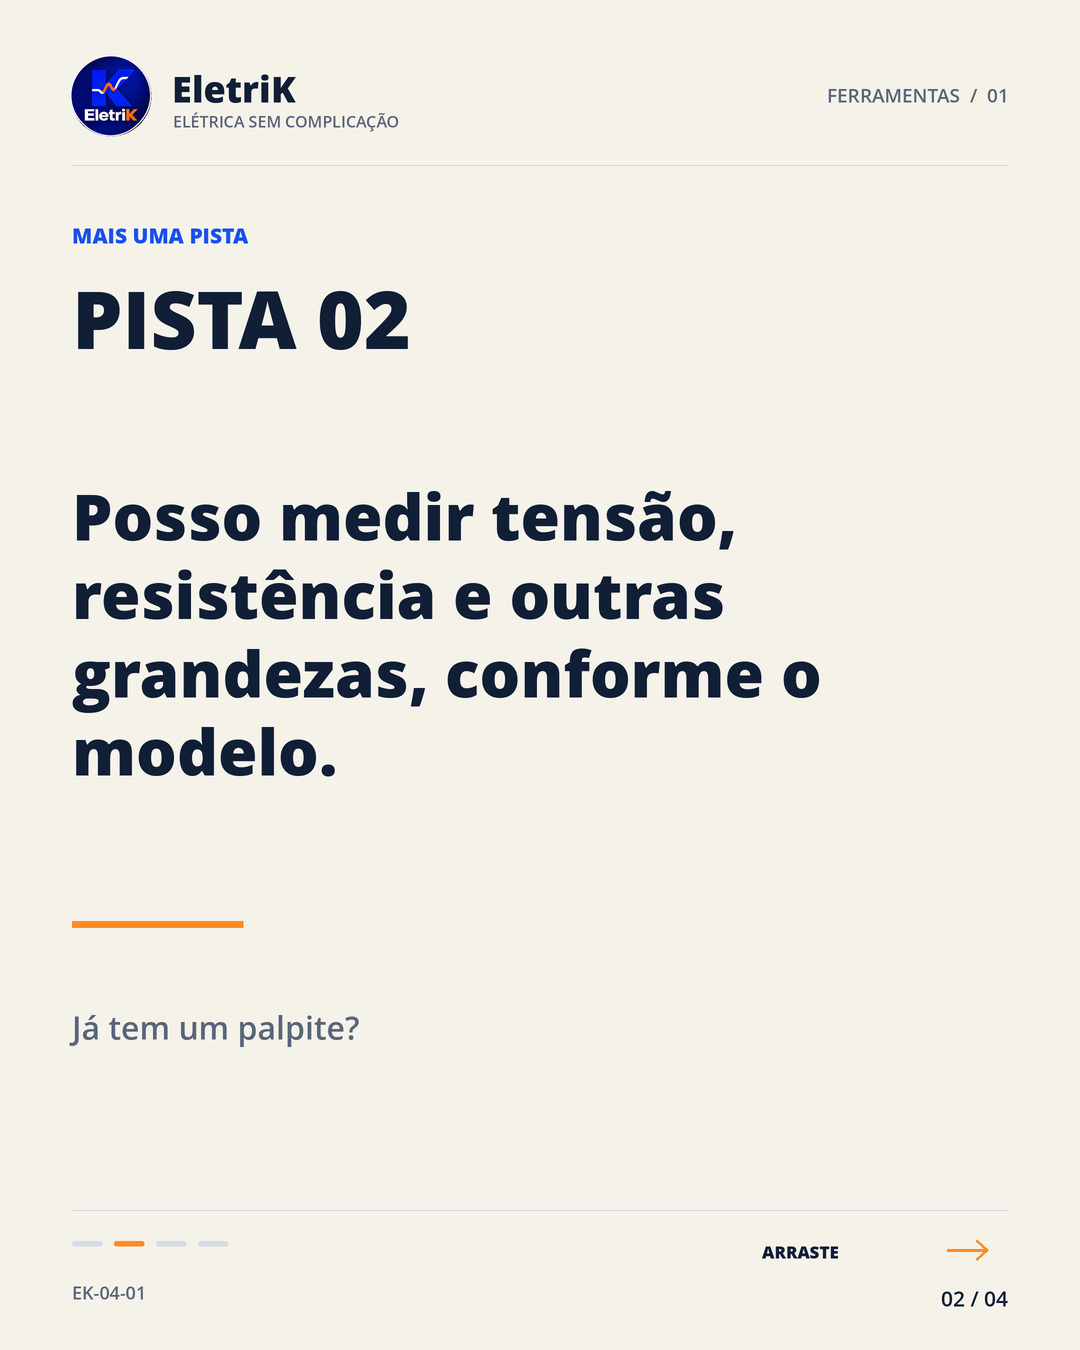 EletriK
EletriK
ELÉTRICA SEM COMPLICAÇÃO
FERRAMENTAS / 01
MAIS UMA PISTA
PISTA 02
Posso medir tensão,
resistência e outras
grandezas, conforme o
modelo.
Já tem um palpite?
ARRASTE
EK-04-01
02 / 04